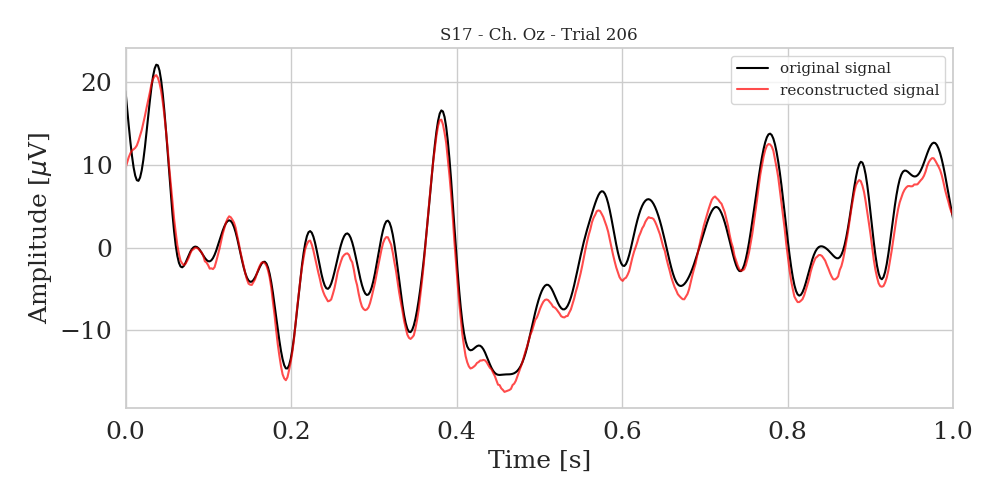 S17 - Ch. Oz - Trial 206
original signal
reconstructed signal
Amplitude [μV]
20
10
0
−10
0.0 0.2 0.4 0.6 0.8 1.0
Time [s]